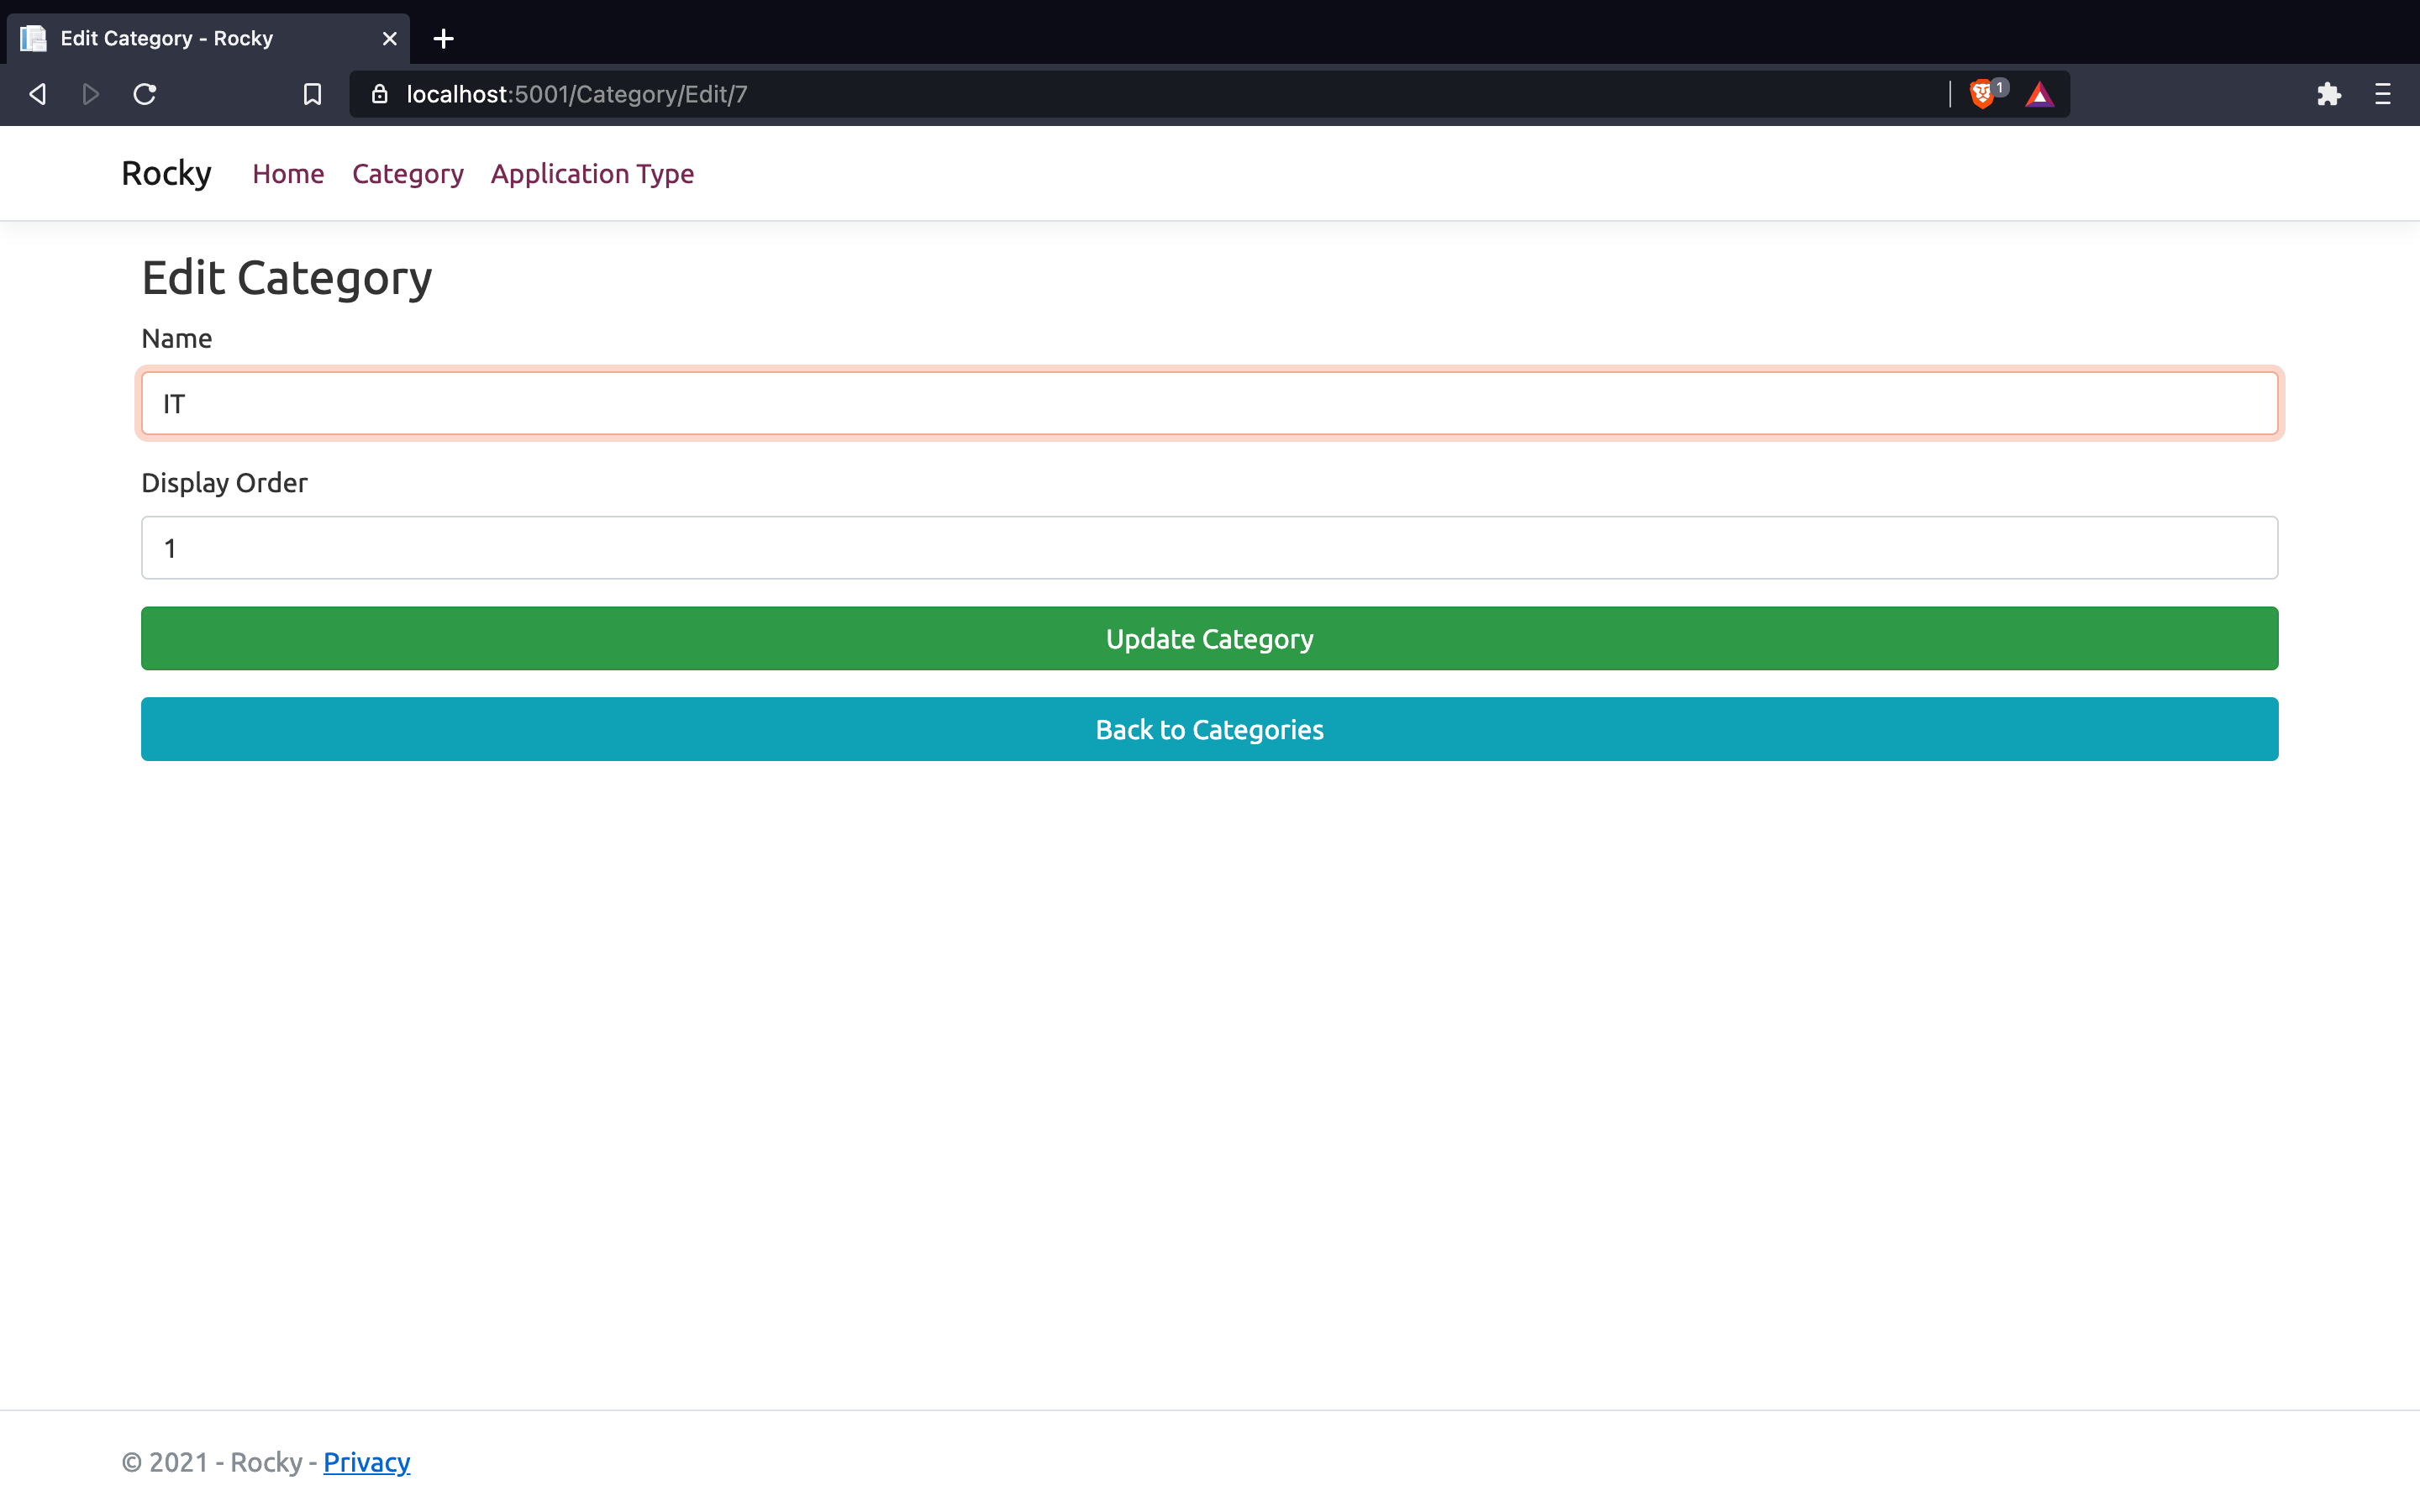 Edit Category - Rocky
localhost:5001/Category/Edit/7
1
Rocky Home Category Application Type
Edit Category
Name
IT
Display Order
1
Update Category
Back to Categories
© 2021 - Rocky - Privacy